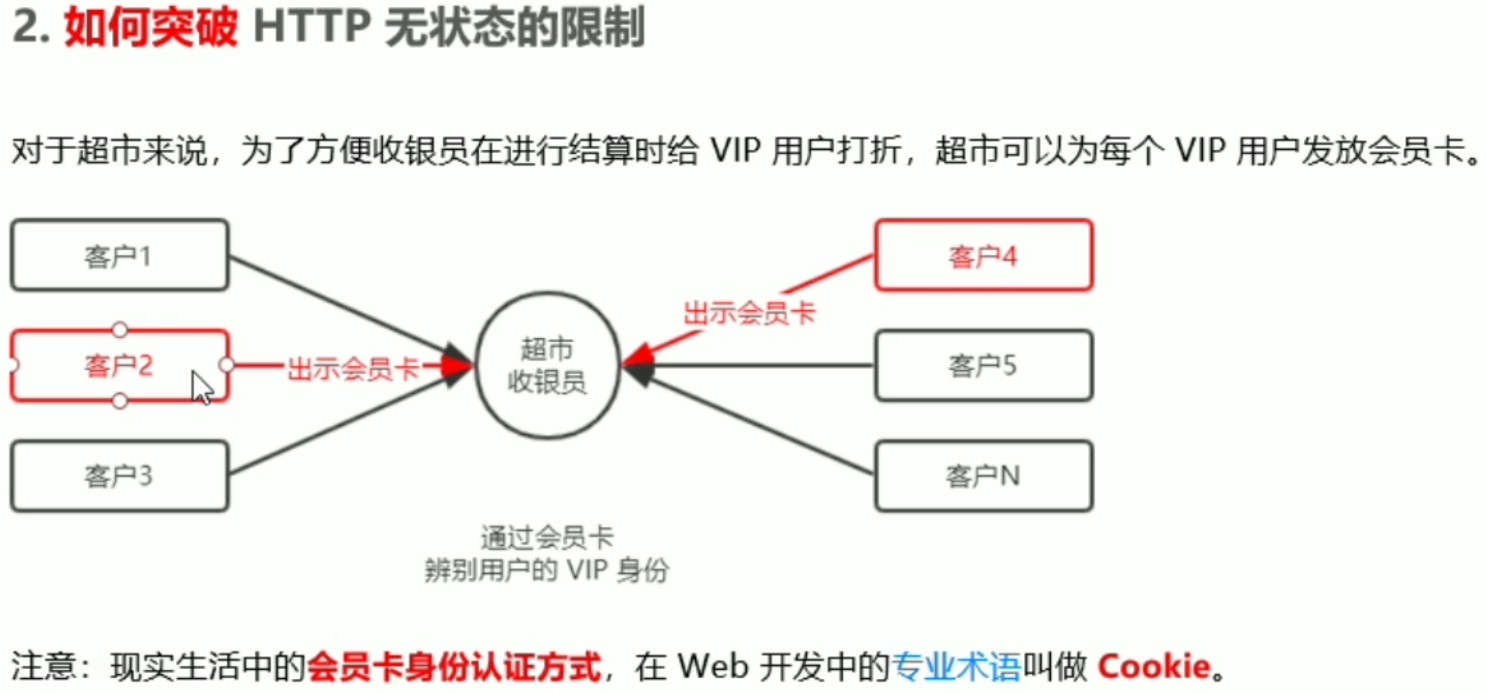 2. 如何突破 HTTP 无状态的限制
对于超市来说，为了方便收银员在进行结算时给 VIP 用户打折，超市可以为每个 VIP 用户发放会员卡。
客户1
客户4
出示会员卡
超市
收银员
客户2
出示会员卡
客户5
客户3
客户N
通过会员卡
辨别用户的 VIP 身份
注意：现实生活中的会员卡身份认证方式，在 Web 开发中的专业术语叫做 Cookie。